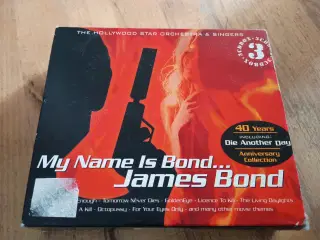 THE HOLLYWOOD STAR ORCHESTRA & SINGERS
3
40 Years
INCLUDING:
Die Another Day
Anniversary
Collection
My Name Is Bond...
James Bond
Enough · Tomorrow Never Dies · GoldenEye · Licence To Kill · The Living Daylights
A Kill · Octopussy · For Your Eyes Only · and many other movie themes